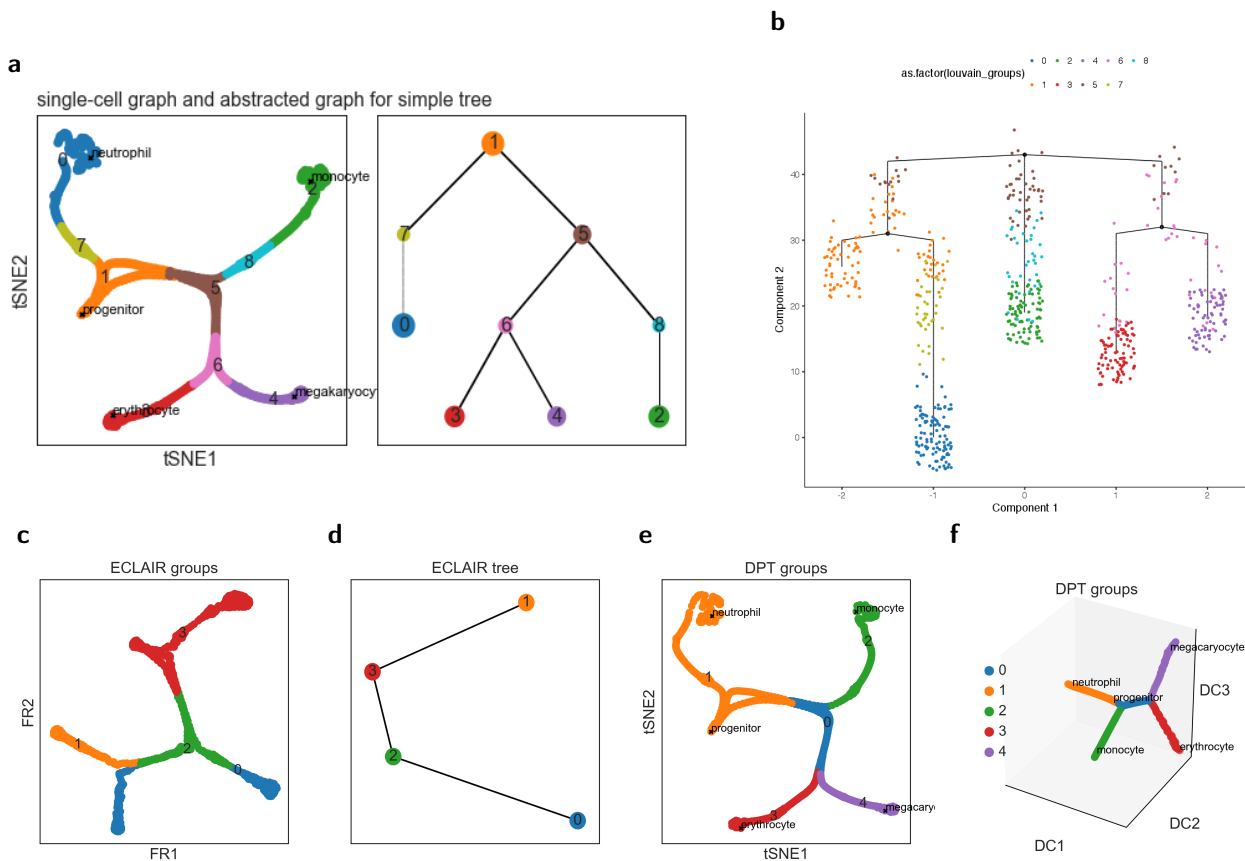 a
single-cell graph and abstracted graph for simple tree
tSNE2
tSNE1
neutrophil
monocyte
progenitor
erythrocyte
megakaryocy
0
2
7
8
1
5
6
4
3
1
7
5
0
6
8
3
4
2
b
as.factor(louvain_groups)
0 2 4 6 8
1 3 5 7
Component 2
40
30
20
10
0
-2 -1 0 1 2
Component 1
c
ECLAIR groups
FR2
3
2
1
0
FR1
d
ECLAIR tree
1
3
2
0
e
DPT groups
tSNE2
neutrophil
monocyte
2
1
progenitor
0
4
megacaryo
3
erythrocyte
tSNE1
f
DPT groups
0
1
2
3
4
megacaryocyte
neutrophil
progenitor
monocyte
erythrocyte
DC3
DC2
DC1